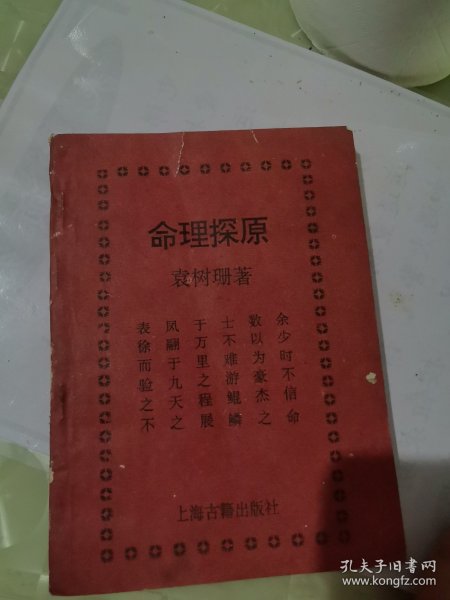 命理探原
袁树珊著
余少时不信命
数以为豪杰之
士不难游鲲鳞
于万里之程展
风翮于九天之
表徐而验之不
上海古籍出版社
孔夫子旧书网
www.kongfz.com